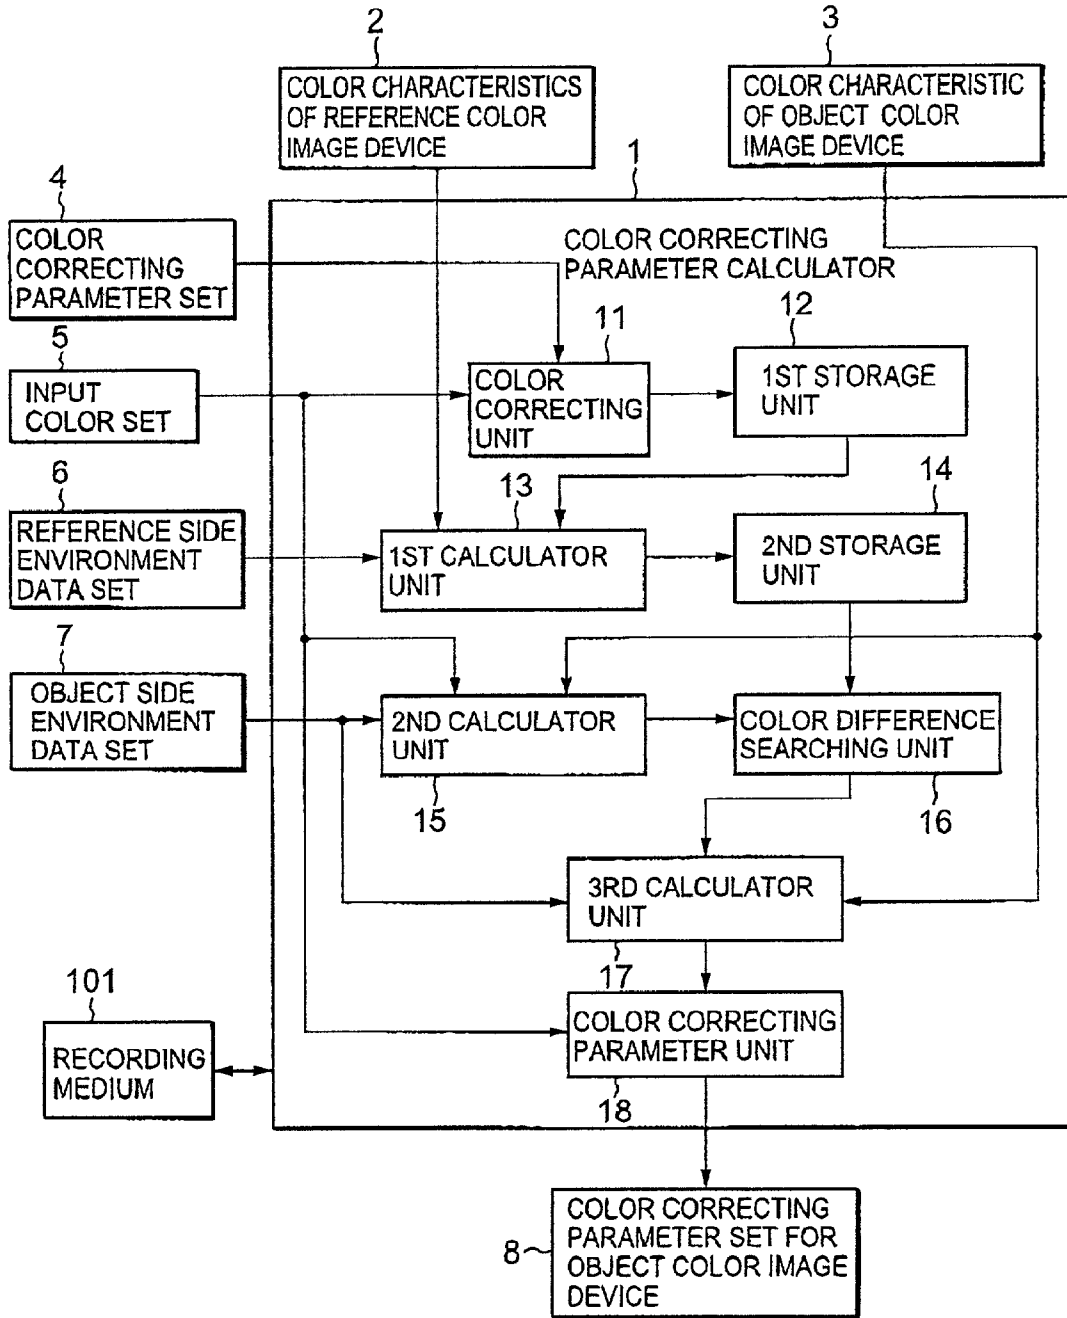 2
3
COLOR CHARACTERISTICS
OF REFERENCE COLOR
IMAGE DEVICE
COLOR CHARACTERISTIC
OF OBJECT COLOR
IMAGE DEVICE
1
4
COLOR
CORRECTING
PARAMETER SET
COLOR CORRECTING
PARAMETER CALCULATOR
5
11
12
INPUT
COLOR SET
COLOR
CORRECTING
UNIT
1ST STORAGE
UNIT
6
13
14
REFERENCE SIDE
ENVIRONMENT
DATA SET
1ST CALCULATOR
UNIT
2ND STORAGE
UNIT
7
OBJECT SIDE
ENVIRONMENT
DATA SET
2ND CALCULATOR
UNIT
COLOR DIFFERENCE
SEARCHING UNIT
15
16
3RD CALCULATOR
UNIT
17
101
RECORDING
MEDIUM
COLOR CORRECTING
PARAMETER UNIT
18
8
COLOR CORRECTING
PARAMETER SET FOR
OBJECT COLOR IMAGE
DEVICE